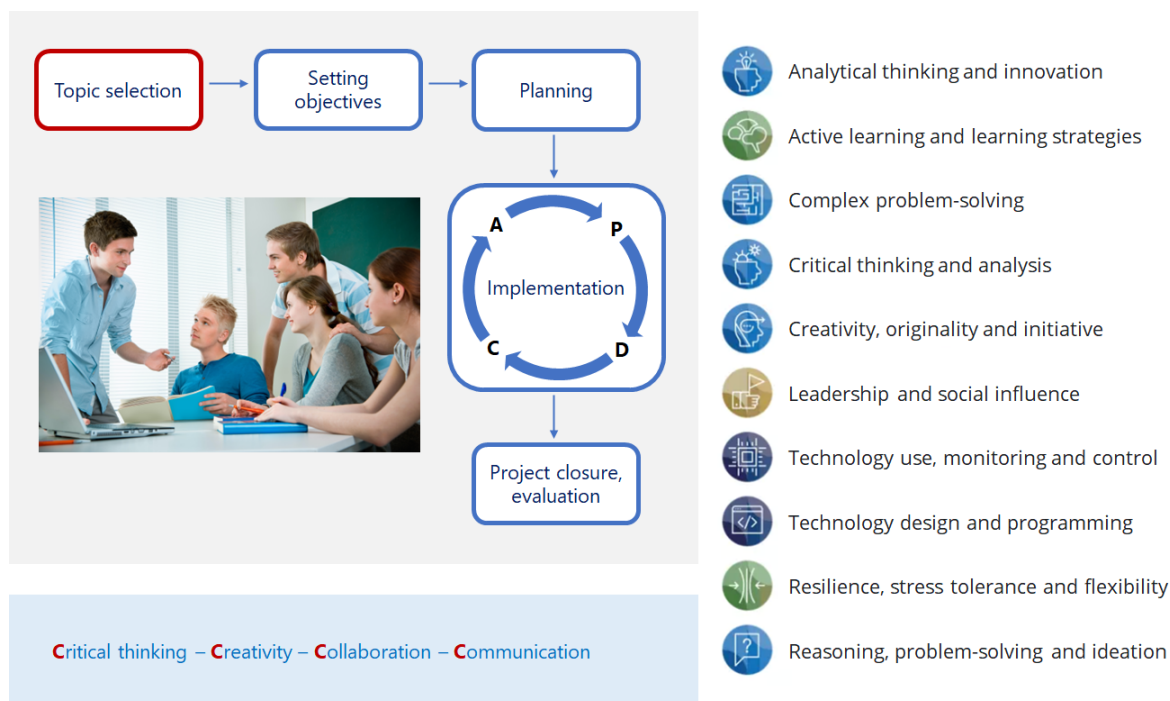 Topic selection
Setting
objectives
Planning
A
P
Implementation
C
D
Project closure,
evaluation
Critical thinking – Creativity – Collaboration – Communication
Analytical thinking and innovation
Active learning and learning strategies
Complex problem-solving
Critical thinking and analysis
Creativity, originality and initiative
Leadership and social influence
Technology use, monitoring and control
Technology design and programming
Resilience, stress tolerance and flexibility
Reasoning, problem-solving and ideation